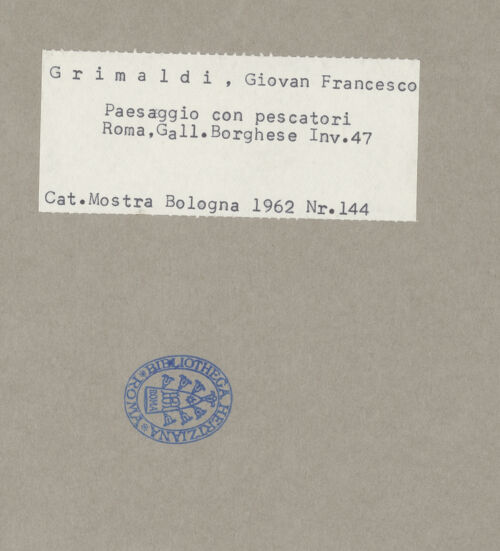 G r i m a l d i , Giovan Francesco
Paesaggio con pescatori
Roma,Gall.Borghese Inv.47
Cat.Mostra Bologna 1962 Nr.144
BIBLIOTHECA HERTZIANA * ROMA *
ROMA